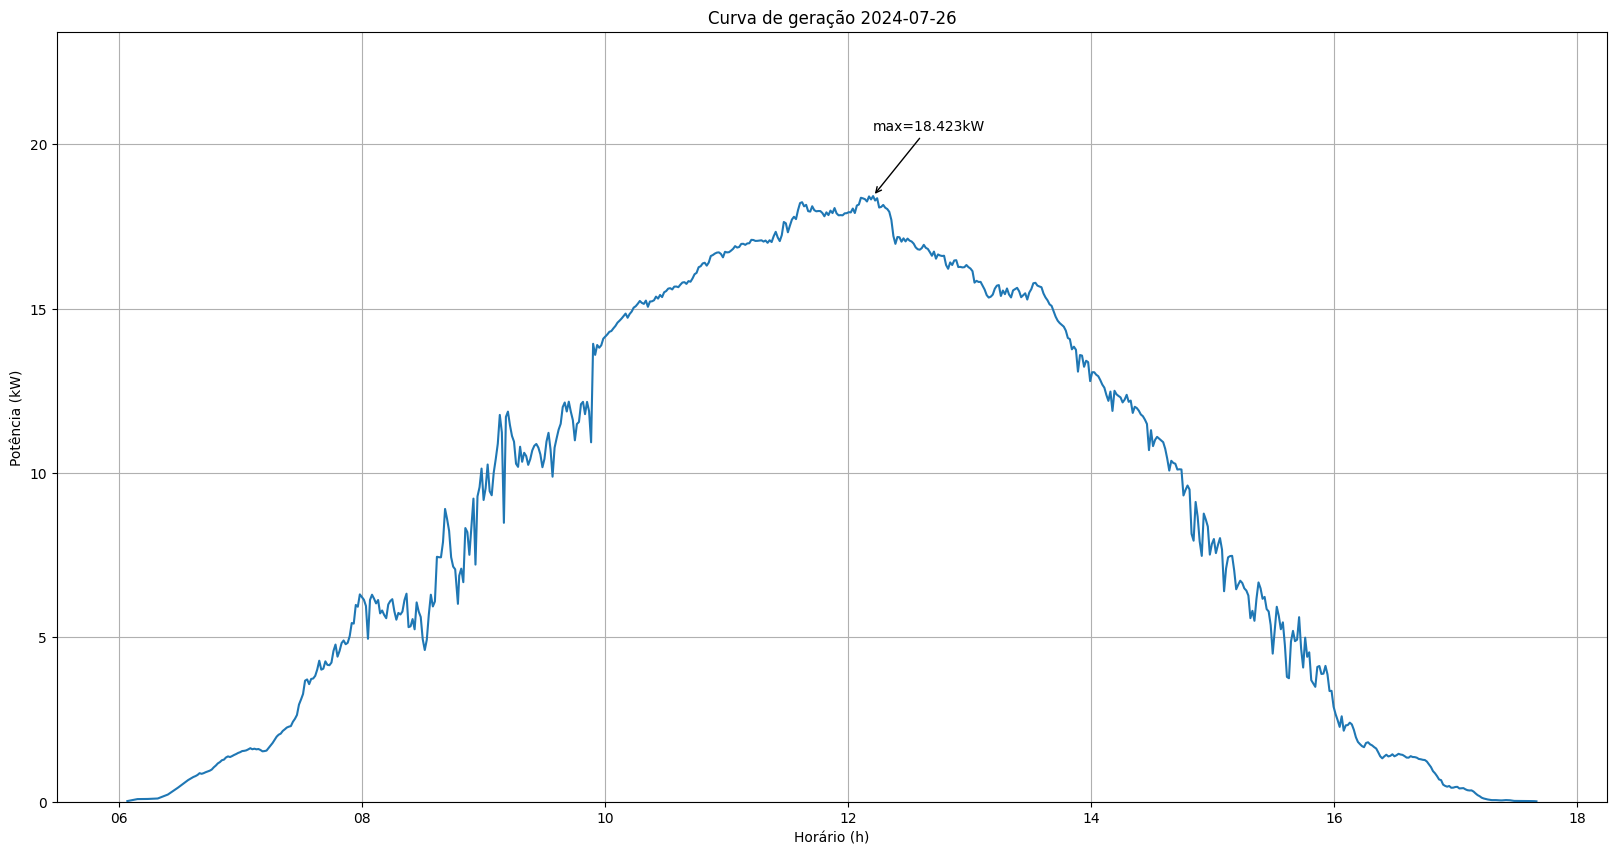 Curva de geração 2024-07-26
max=18.423kW
Potência (kW)
20
15
10
5
0
06 08 10 12 14 16 18
Horário (h)